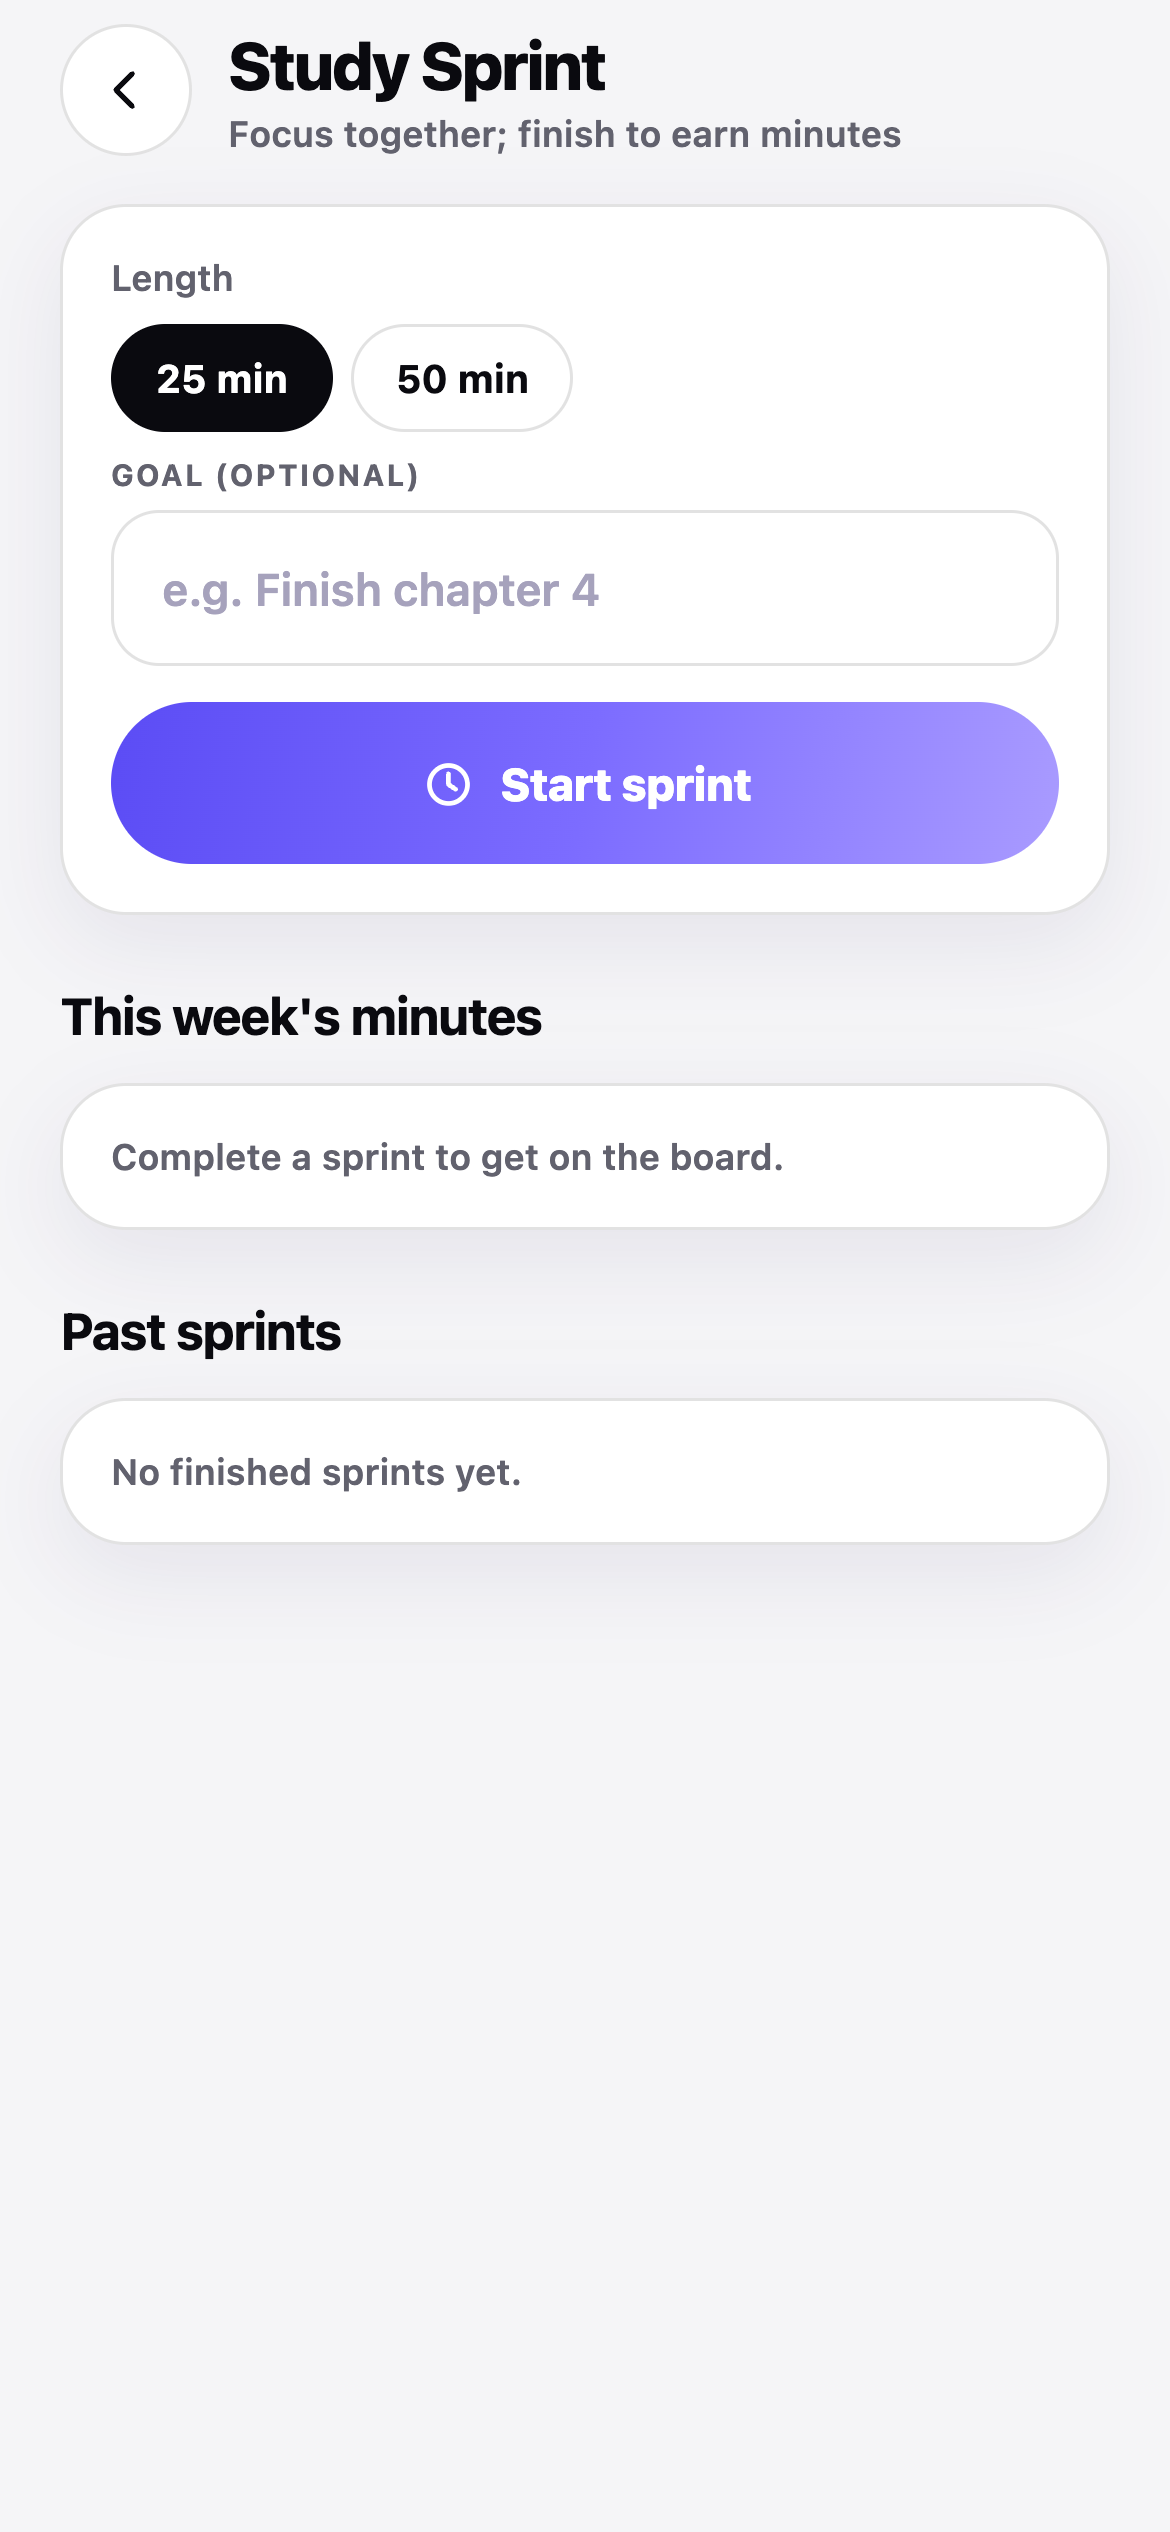 Study Sprint
Focus together; finish to earn minutes
Length
25 min
50 min
GOAL (OPTIONAL)
e.g. Finish chapter 4
Start sprint
This week's minutes
Complete a sprint to get on the board.
Past sprints
No finished sprints yet.